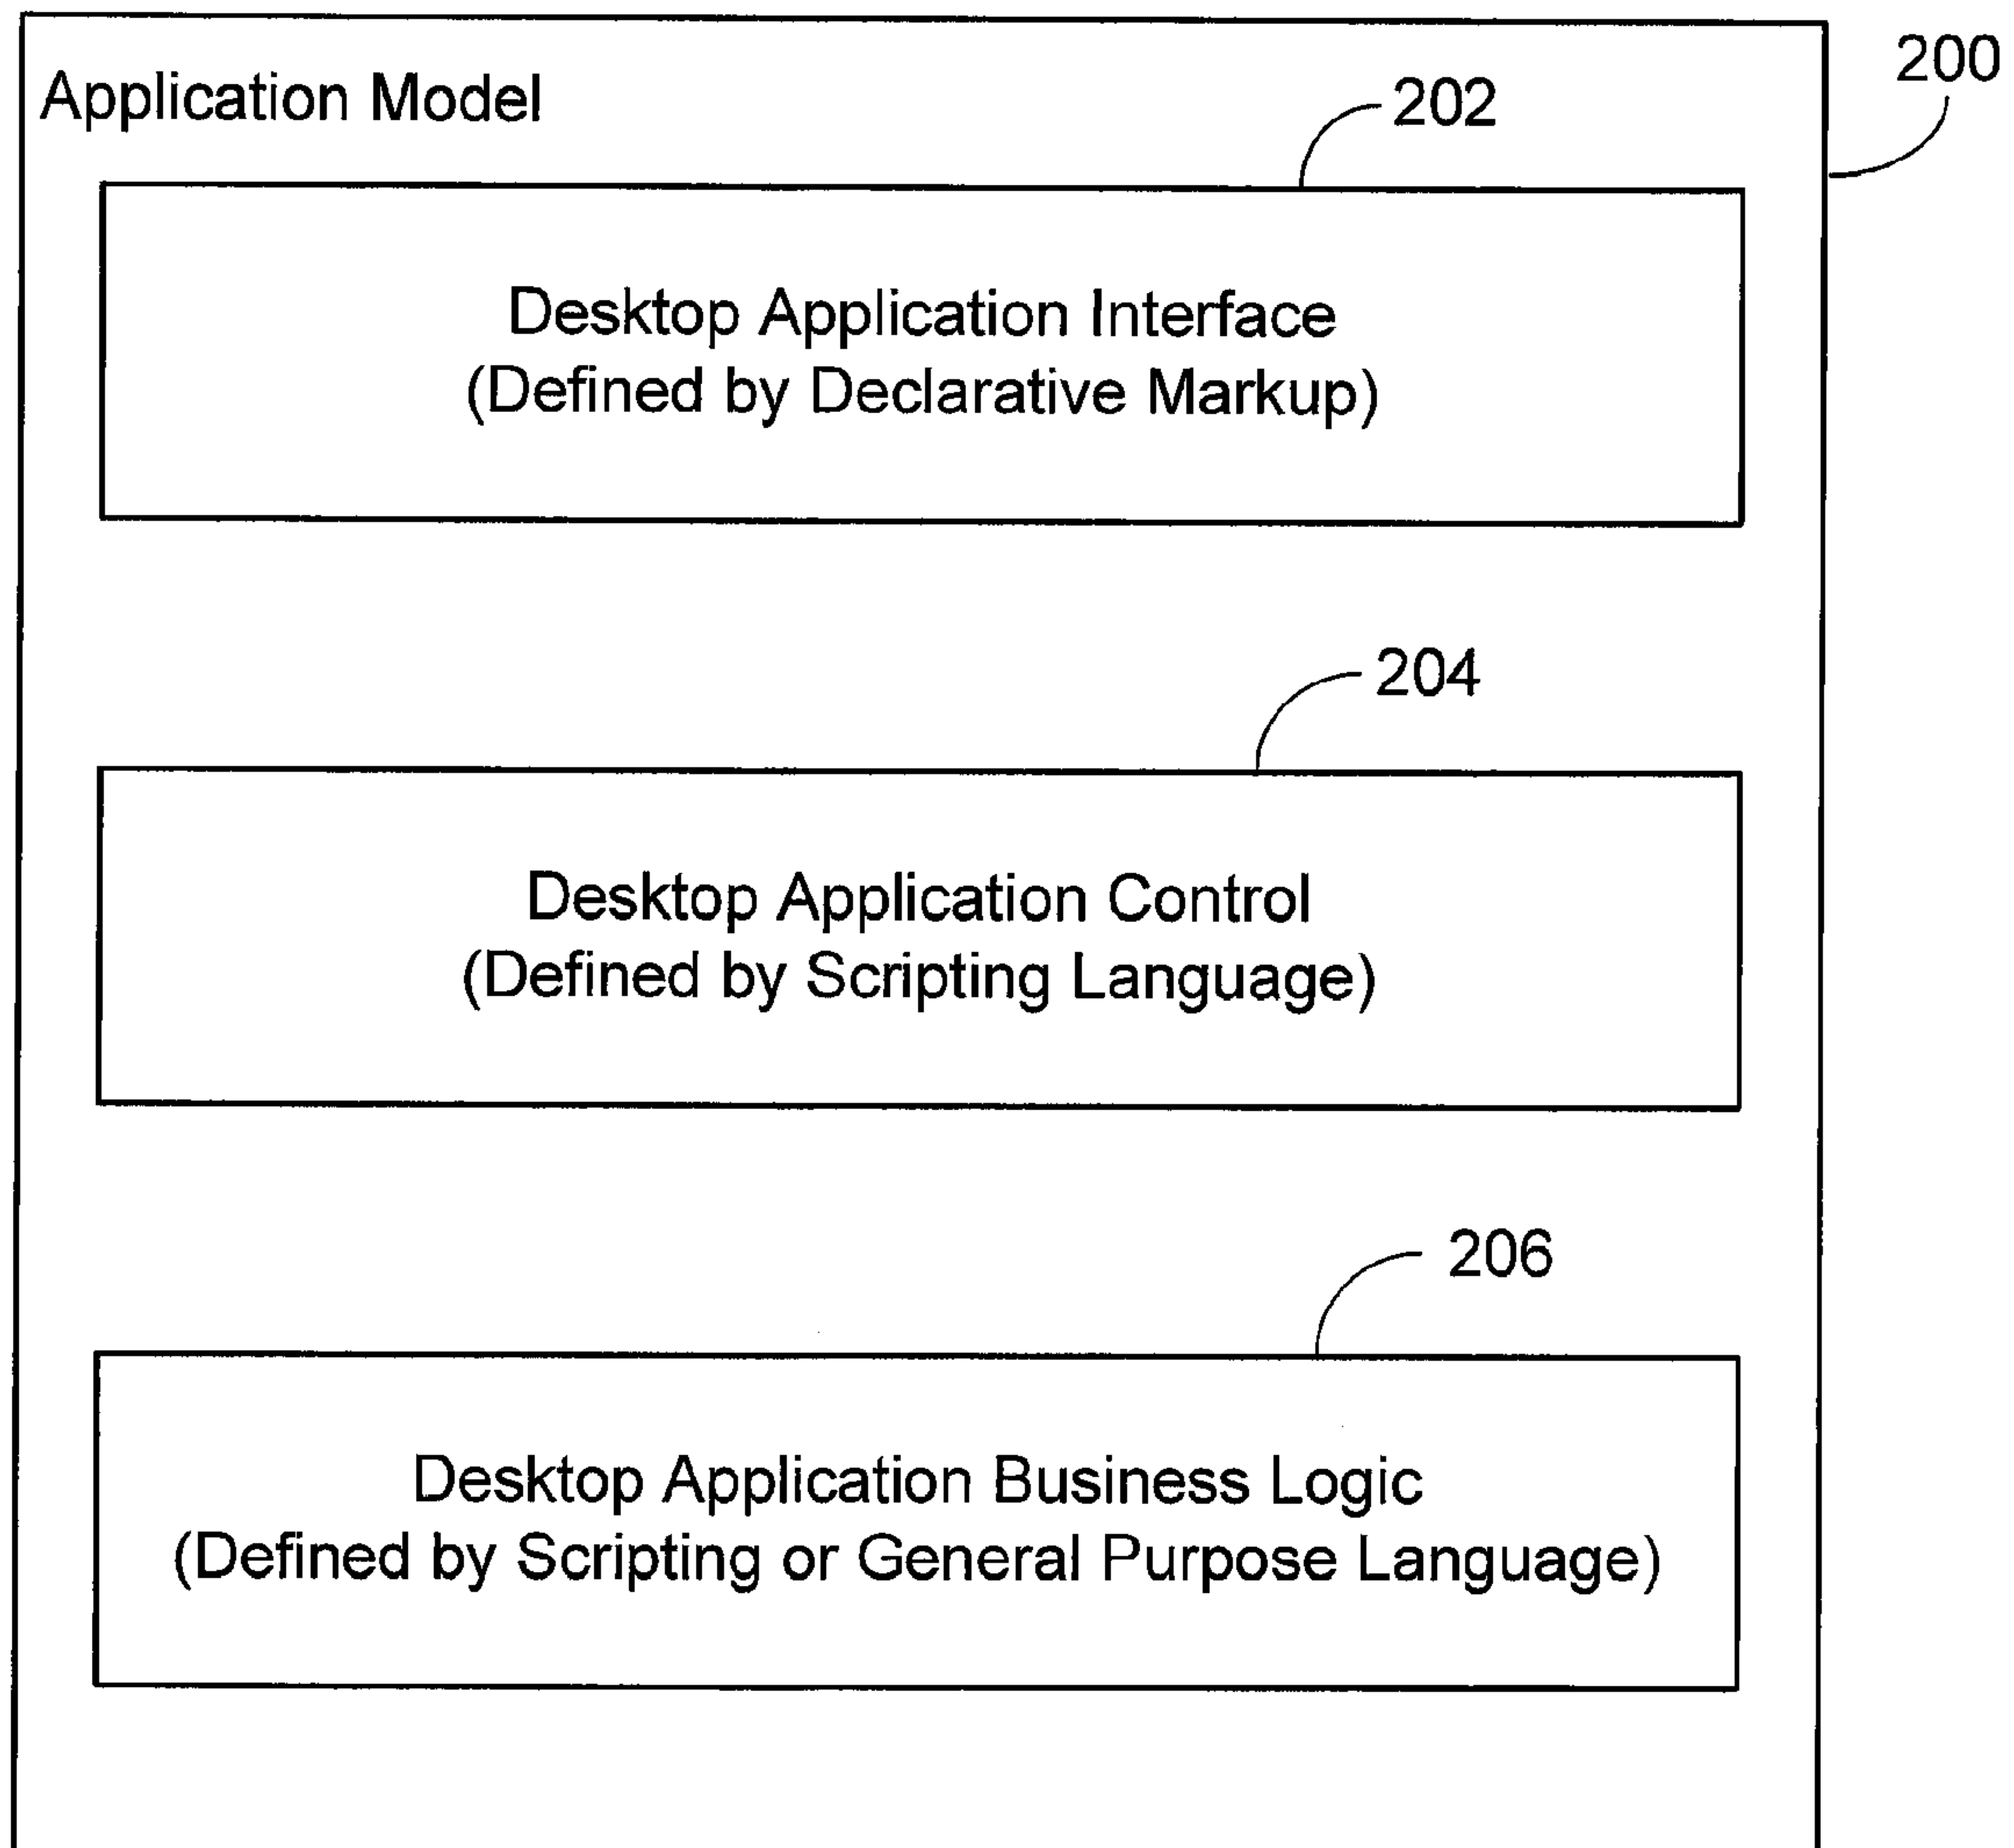 200
Application Model
202
Desktop Application Interface
(Defined by Declarative Markup)
204
Desktop Application Control
(Defined by Scripting Language)
206
Desktop Application Business Logic
(Defined by Scripting or General Purpose Language)